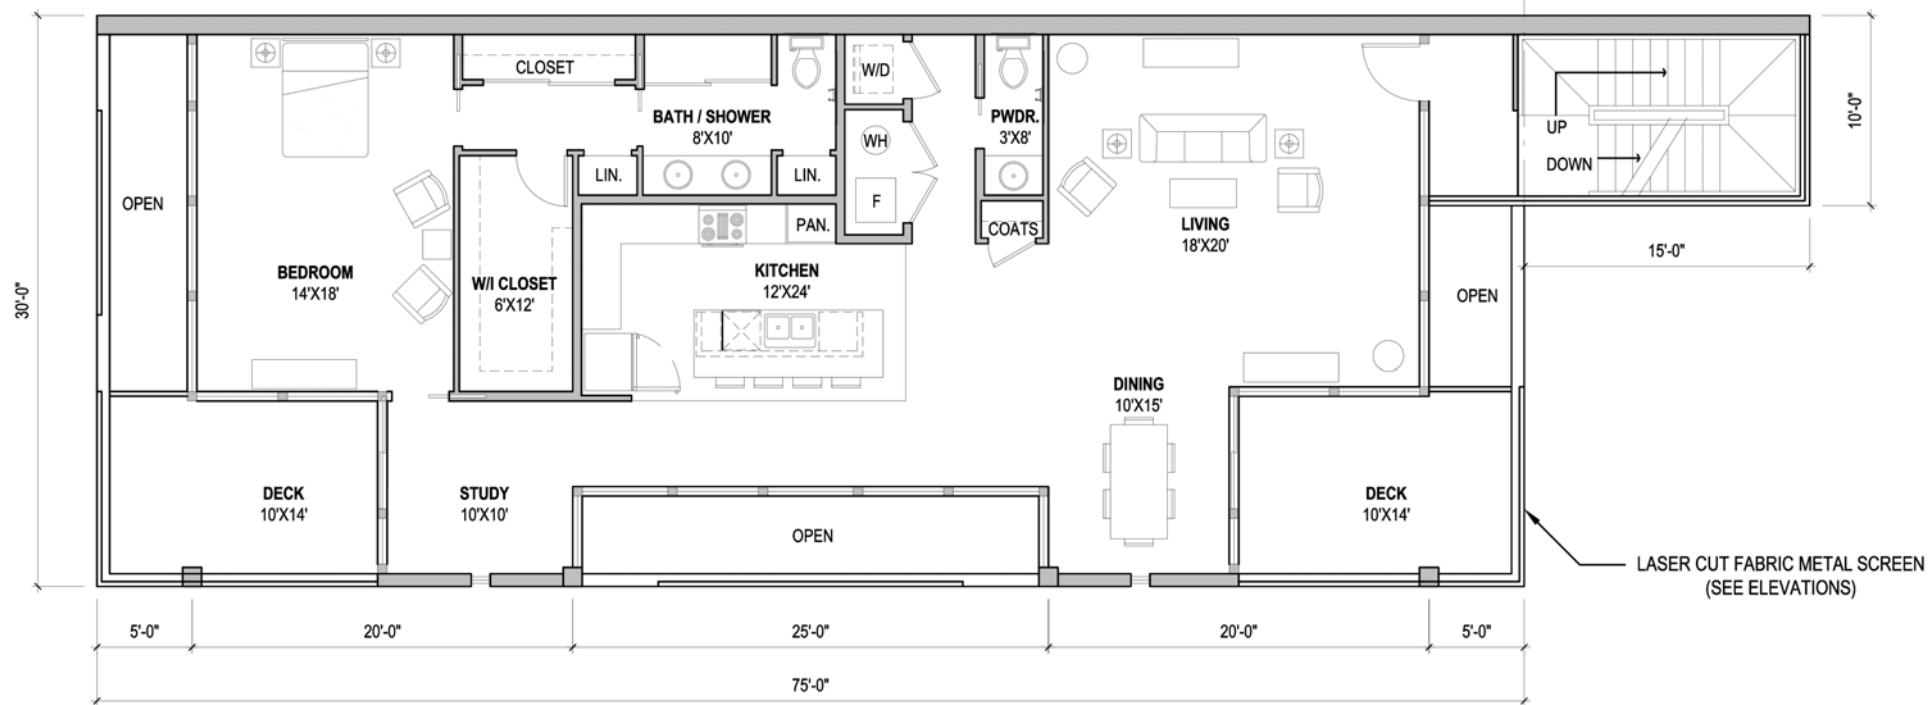 CLOSET
W/D
BATH / SHOWER
8'X10'
PWDR.
3'X8'
WH
UP
DOWN
10'-0"
LIN.
LIN.
F
OPEN
PAN.
COATS
LIVING
18'X20'
15'-0"
BEDROOM
14'X18'
W/I CLOSET
6'X12'
KITCHEN
12'X24'
OPEN
30'-0"
DINING
10'X15'
DECK
10'X14'
STUDY
10'X10'
OPEN
DECK
10'X14'
LASER CUT FABRIC METAL SCREEN
(SEE ELEVATIONS)
5'-0"
20'-0"
25'-0"
20'-0"
5'-0"
75'-0"